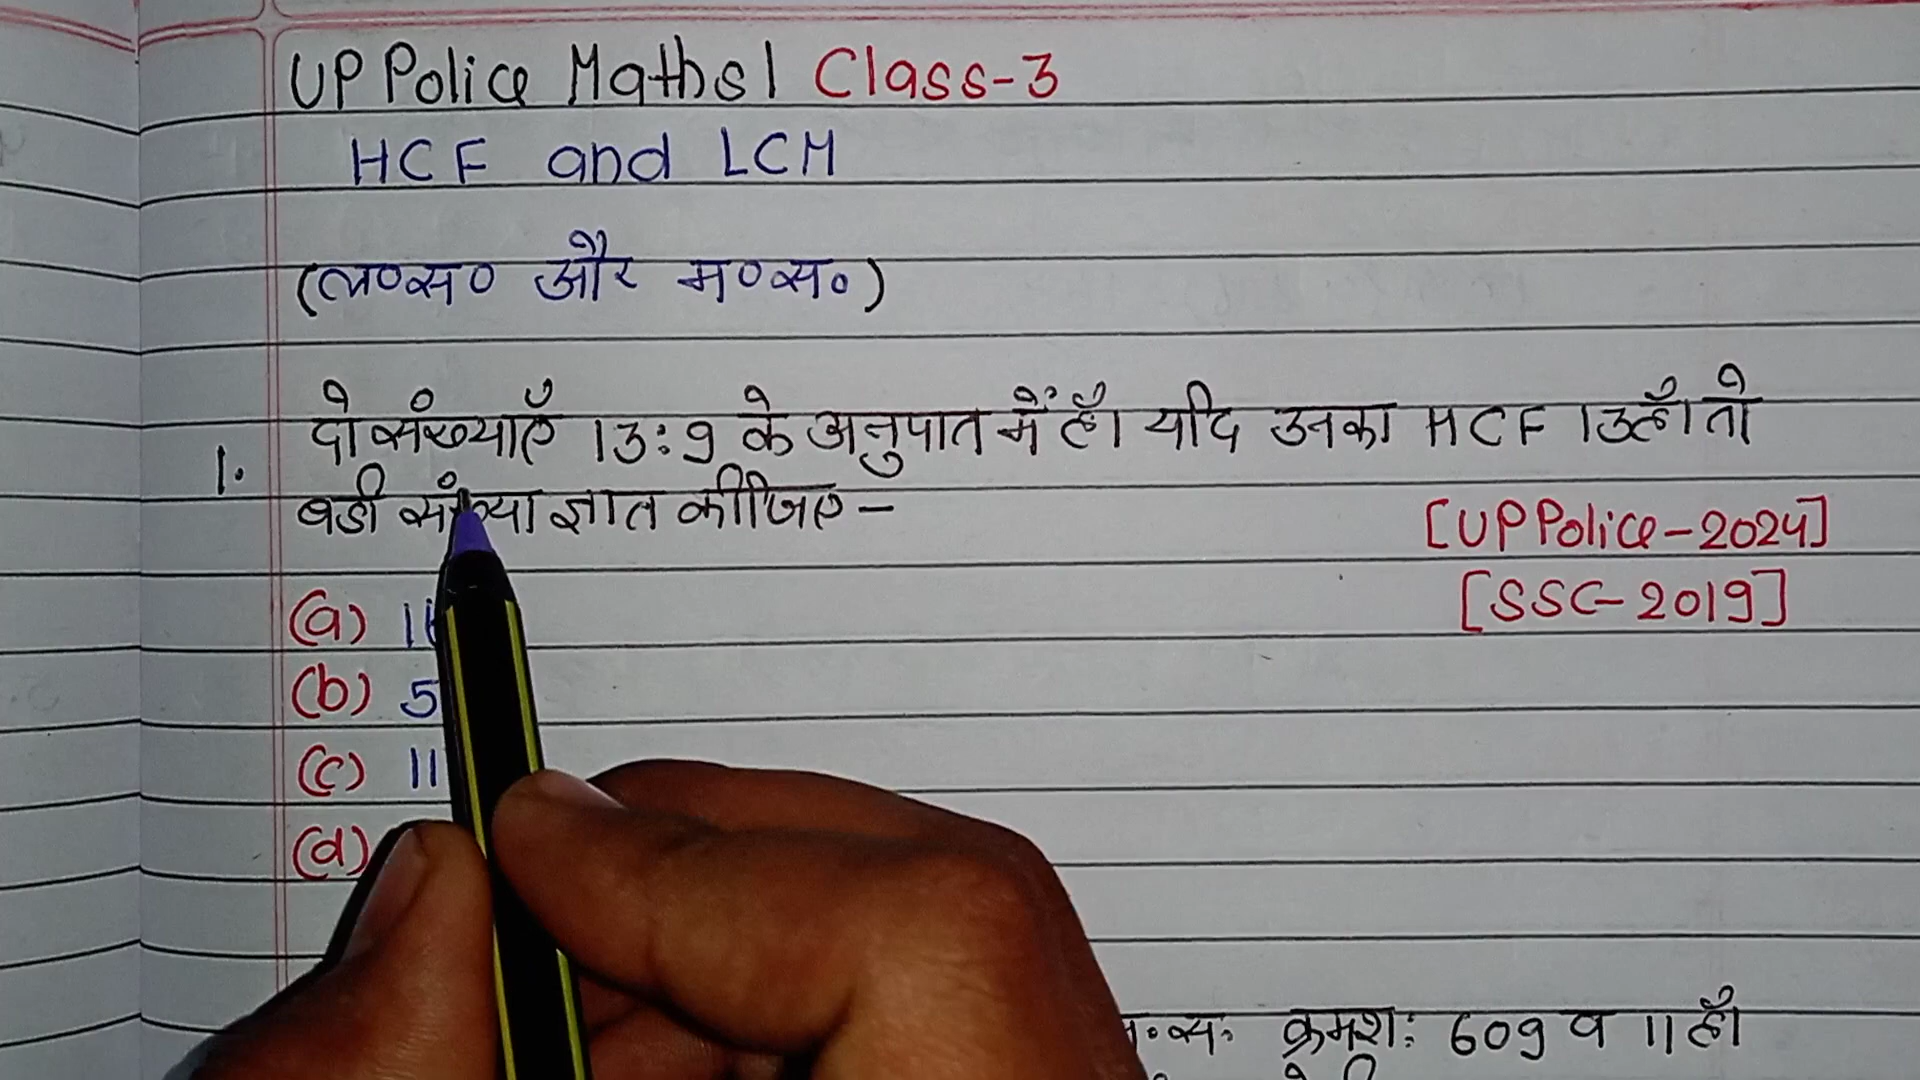 UP Police Maths। Class-3
HCF and LCM
(ल०स० और म०स०)
1. दो संख्याएँ 13:9 के अनुपात में है। यदि उनका HCF 13 है। तो
बडी संख्या ज्ञात कीजिए-
[UP Police-2024]
[SSC-2019]
(a)
(b)
(c)
(d)
क्रमश: 609 व 11 है।